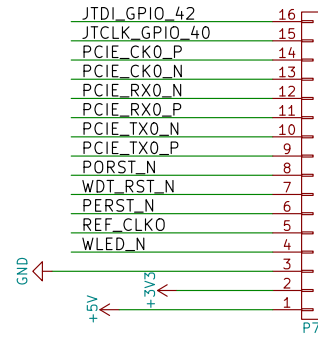 JTDI_GPIO_42 16
JTCLK_GPIO_40 15
PCIE_CK0_P 14
PCIE_CK0_N 13
PCIE_RX0_N 12
PCIE_RX0_P 11
PCIE_TX0_N 10
PCIE_TX0_P 9
PORST_N 8
WDT_RST_N 7
PERST_N 6
REF_CLKO 5
WLED_N 4
GND 3
+3V3 2
+5V 1
P7